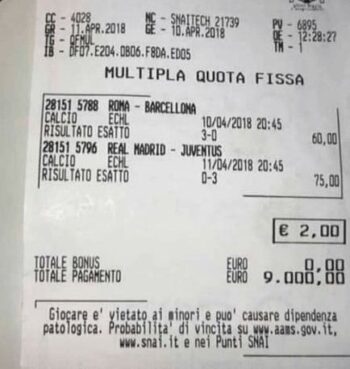 CC - 4028 NC - SNAITECH 21739 PV - 6895
GR - 11.APR.2018 GE - 10.APR.2018 OE - 12:28:27
TG - QFMUL TM - 1
IB - DF07.E204.DB06.F8DA.ED05
MULTIPLA QUOTA FISSA
28151 5788 ROMA - BARCELLONA
CALCIO ECHL 10/04/2018 20:45
RISULTATO ESATTO 3-0 60,00
28151 5796 REAL MADRID - JUVENTUS
CALCIO ECHL 11/04/2018 20:45
RISULTATO ESATTO 0-3 75,00
€ 2,00
TOTALE BONUS EURO 0,00
TOTALE PAGAMENTO EURO 9.000,00
Giocare e' vietato ai minori e puo' causare dipendenza
patologica. Probabilita' di vincita su www.aams.gov.it,
www.snai.it e nei Punti SNAI